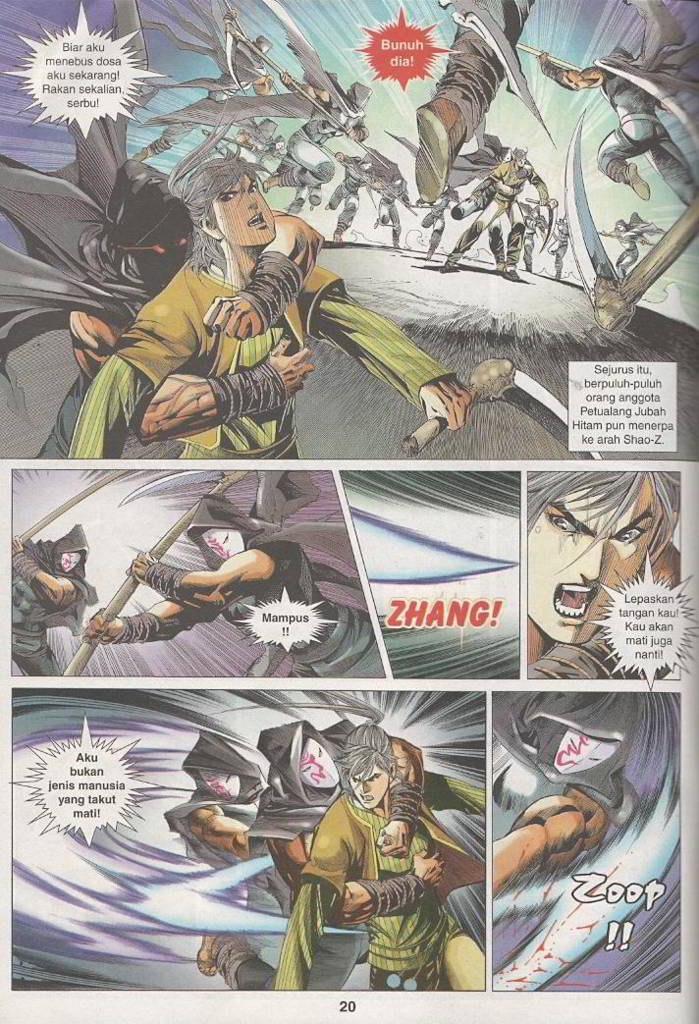 Biar aku
menebus dosa
aku sekarang!
Rakan sekalian,
serbu!
Bunuh
dia!
Sejurus itu,
berpuluh-puluh
orang anggota
Petualang Jubah
Hitam pun menerpa
ke arah Shao-Z.
Mampus
!!
ZHANG!
Lepaskan
tangan kau!
Kau akan
mati juga
nanti!
Aku
bukan
jenis manusia
yang takut
mati!
Zoop
!!
20